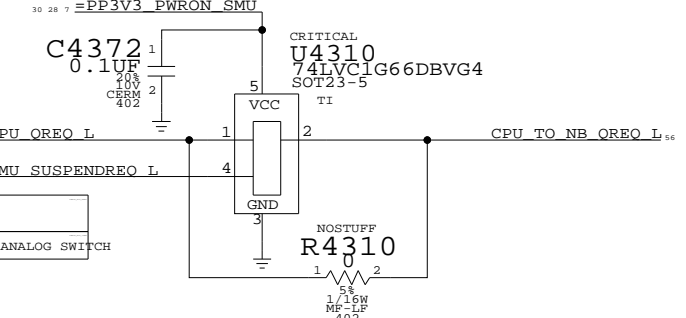 30 28 7 =PP3V3_PWRON_SMU
CRITICAL
C4372 1
U4310
0.1UF
74LVC1G66DBVG4
20%
SOT23-5
10V
CERM 2
402
5
TI
VCC
PU_QREQ_L 1
2 CPU_TO_NB_QREQ_L 56
MU_SUSPENDREQ_L 4
GND
3
NOSTUFF
ANALOG SWITCH
R4310
0
1 2
5%
1/16W
MF-LF
402